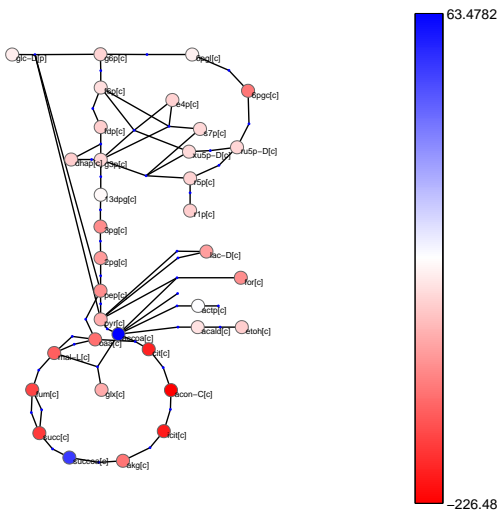 63.4782
glc-D[p]
g6p[c]
6pgl[c]
f6p[c]
6pgc[c]
e4p[c]
fdp[c]
s7p[c]
xu5p-D[c]
ru5p-D[c]
dhap[c]
g3p[c]
r5p[c]
13dpg[c]
r1p[c]
3pg[c]
lac-D[c]
2pg[c]
for[c]
pep[c]
actp[c]
pyr[c]
acald[c]
etoh[c]
accoa[c]
oaa[c]
cit[c]
mal-L[c]
fum[c]
glx[c]
acon-C[c]
succ[c]
icit[c]
succoa[c]
akg[c]
-226.48